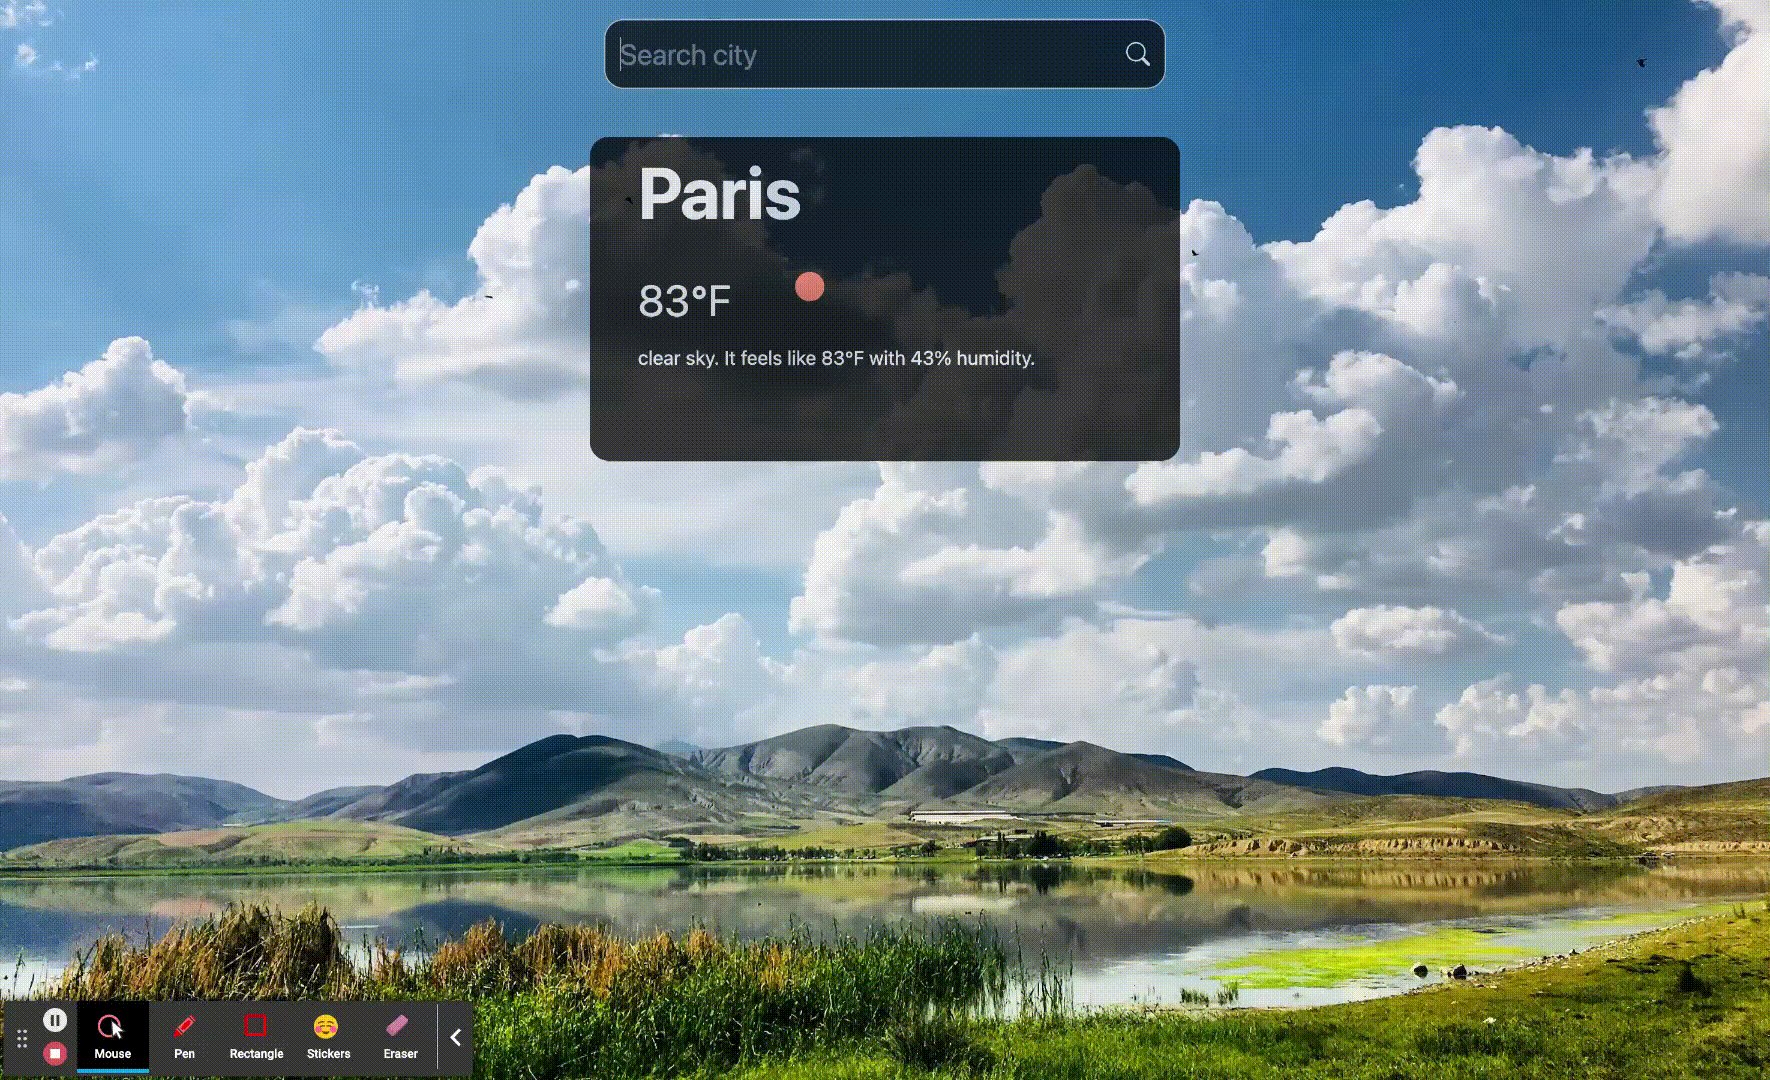 Search city
Paris
83°F
clear sky. It feels like 83°F with 43% humidity.
Mouse
Pen
Rectangle
Stickers
Eraser